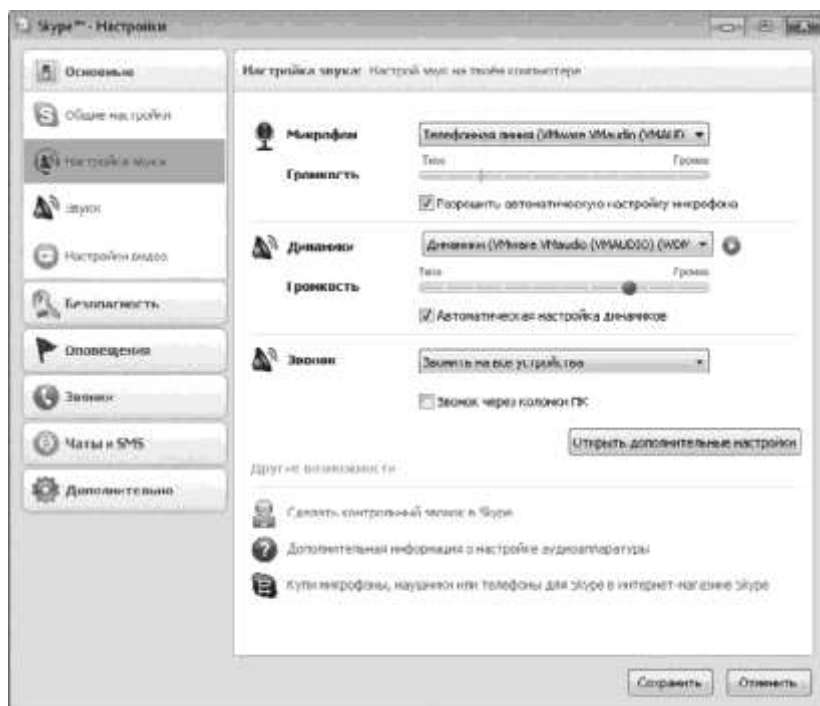 Skype™ - Настройки
Основные
Общие настройки
Настройка звука
Звуки
Настройки видео
Безопасность
Оповещения
Звонки
Чаты и SMS
Дополнительно
Настройка звука: Настрой звук на твоём компьютере
Микрофон
Телефонная линия (VMware VMaudio (VMAUD
Громкость
Тихо
Громко
Разрешить автоматическую настройку микрофона
Динамики
Динамики (VMware VMaudio (VMAUDIO) (WDM
Громкость
Тихо
Громко
Автоматическая настройка динамиков
Звонок
Звонить на все устройства
Звонок через колонки ПК
Открыть дополнительные настройки
Другие возможности
Сделать контрольный звонок в Skype
Дополнительная информация о настройке аудиоаппаратуры
Купи микрофоны, наушники или телефоны для Skype в интернет-магазине Skype
Сохранить
Отменить